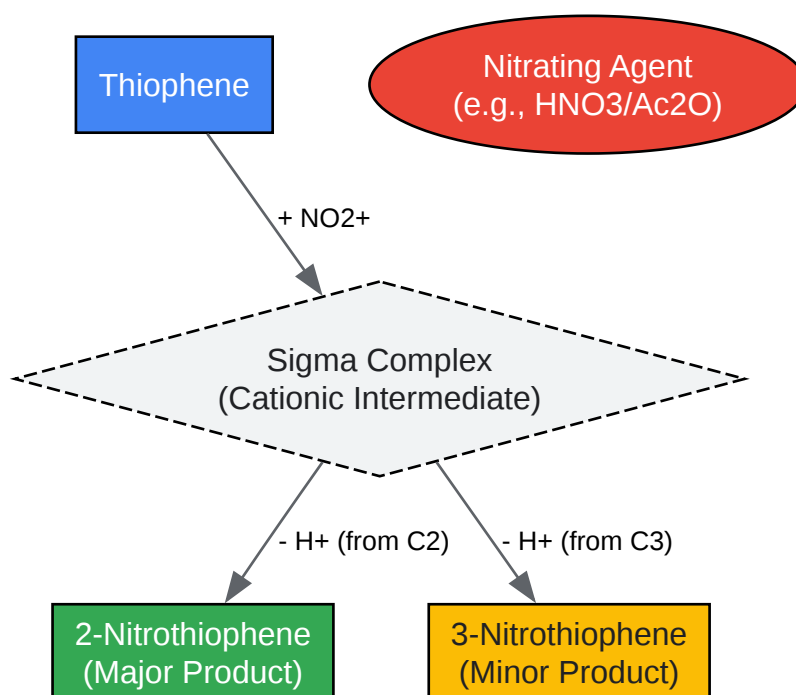 Thiophene
Nitrating Agent
(e.g., HNO3/Ac2O)
+ NO2+
Sigma Complex
(Cationic Intermediate)
- H+ (from C2)
- H+ (from C3)
2-Nitrothiophene
(Major Product)
3-Nitrothiophene
(Minor Product)